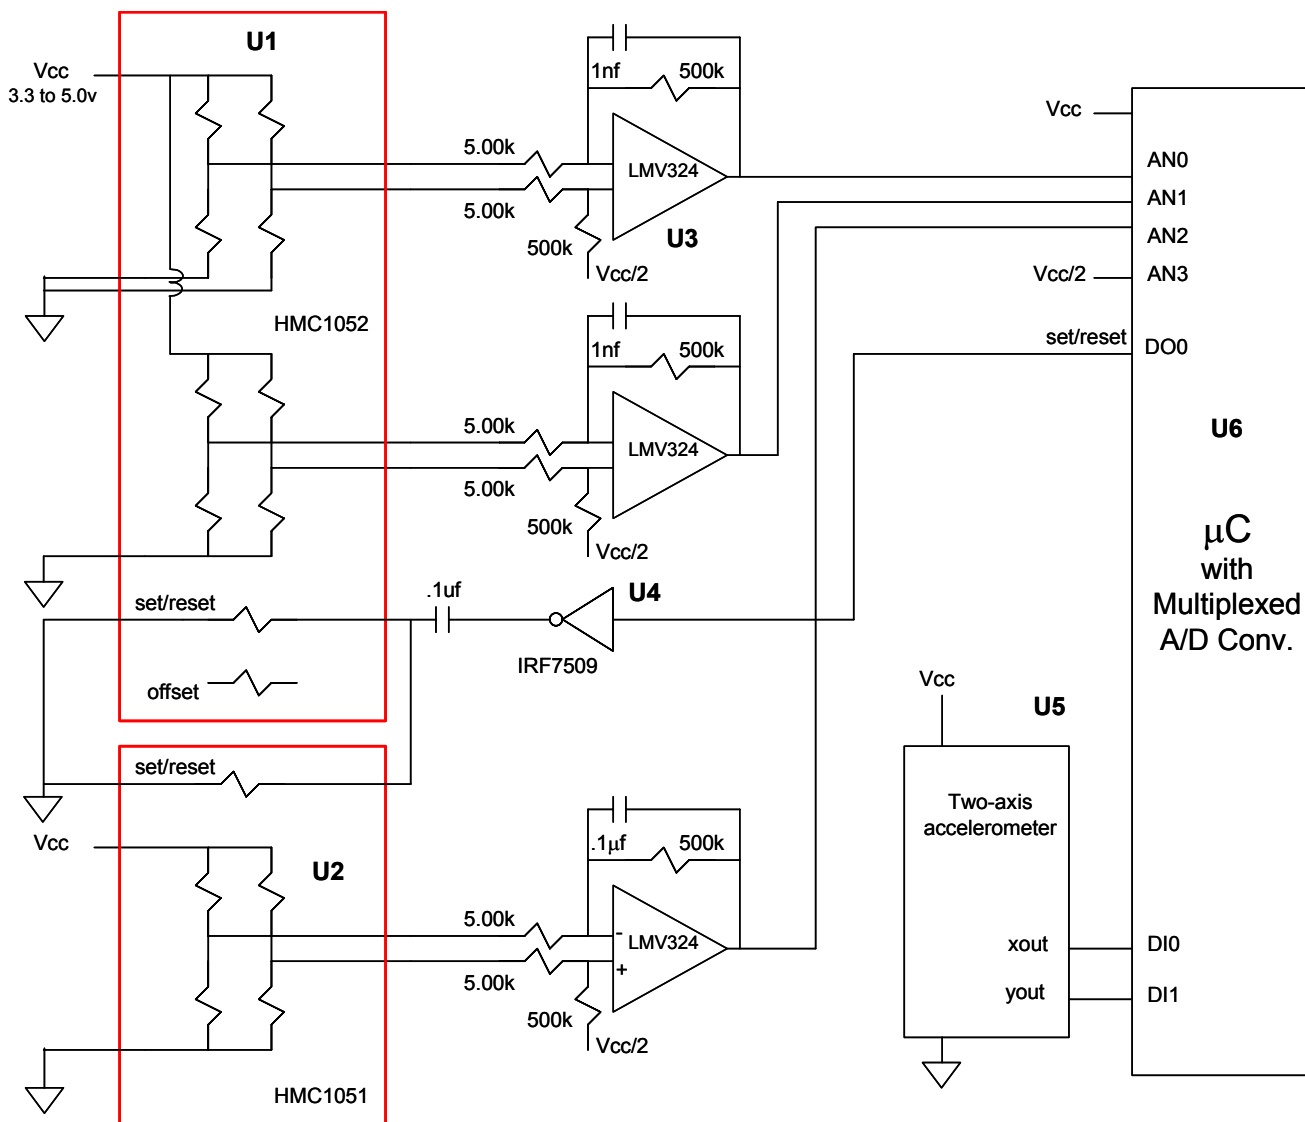 U1
Vcc
3.3 to 5.0v
1nf
500k
5.00k
LMV324
5.00k
U3
500k
Vcc/2
HMC1052
1nf
500k
5.00k
LMV324
5.00k
500k
Vcc/2
set/reset
.1uf
U4
IRF7509
offset
set/reset
Vcc
U2
.1μf
500k
5.00k
-
LMV324
+
5.00k
500k
Vcc/2
HMC1051
Vcc
U5
Two-axis
accelerometer
xout
yout
Vcc
AN0
AN1
AN2
Vcc/2
AN3
set/reset
DO0
U6
μC
with
Multiplexed
A/D Conv.
DI0
DI1